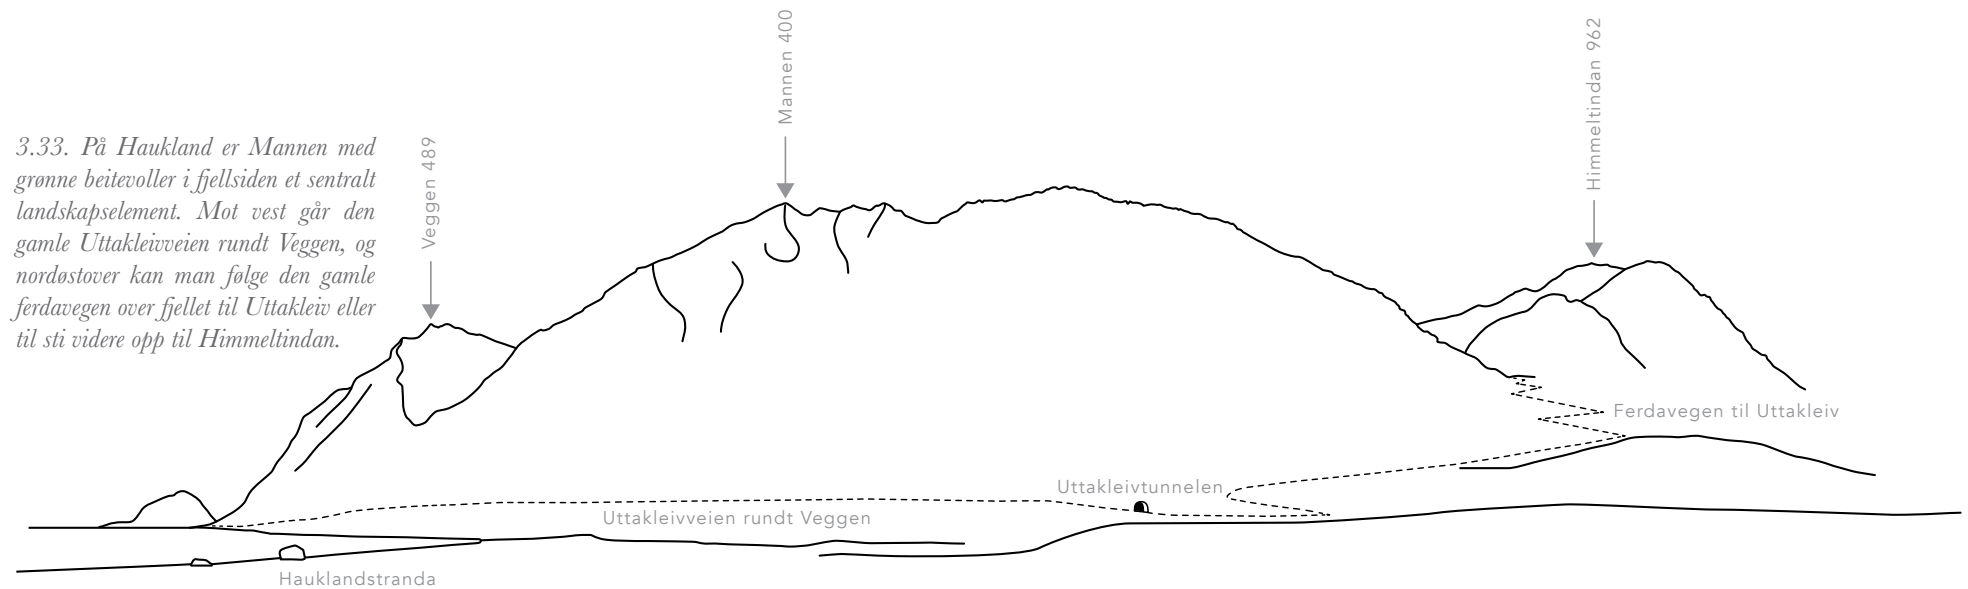 3.33. På Haukland er Mannen med
grønne beitevoller i fjellsiden et sentralt
landskapselement. Mot vest går den
gamle Uttakleivveien rundt Veggen, og
nordøstover kan man følge den gamle
ferdavegen over fjellet til Uttakleiv eller
til sti videre opp til Himmeltindan.
Veggen 489
Mannen 400
Himmeltindan 962
Ferdavegen til Uttakleiv
Uttakleivtunnelen
Uttakleivveien rundt Veggen
Hauklandstranda